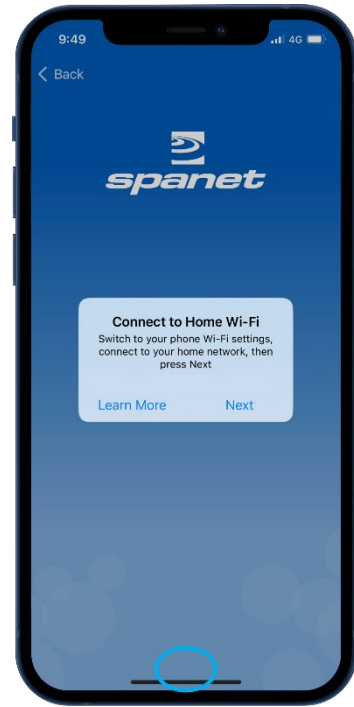 9:49
4G
Back
spanet
Connect to Home Wi-Fi
Switch to your phone Wi-Fi settings,
connect to your home network, then
press Next
Learn More
Next